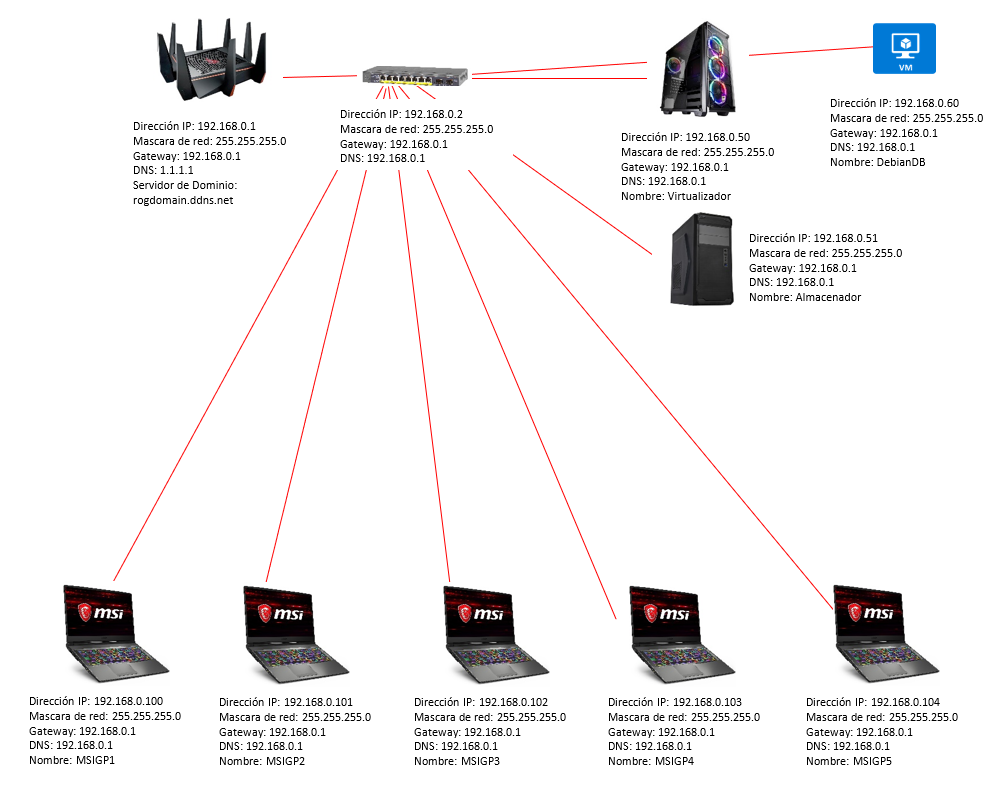 Dirección IP: 192.168.0.1
Mascara de red: 255.255.255.0
Gateway: 192.168.0.1
DNS: 1.1.1.1
Servidor de Dominio:
rogdomain.ddns.net
Dirección IP: 192.168.0.2
Mascara de red: 255.255.255.0
Gateway: 192.168.0.1
DNS: 192.168.0.1
Dirección IP: 192.168.0.50
Mascara de red: 255.255.255.0
Gateway: 192.168.0.1
DNS: 192.168.0.1
Nombre: Virtualizador
VM
Dirección IP: 192.168.0.60
Mascara de red: 255.255.255.0
Gateway: 192.168.0.1
DNS: 192.168.0.1
Nombre: DebianDB
Dirección IP: 192.168.0.51
Mascara de red: 255.255.255.0
Gateway: 192.168.0.1
DNS: 192.168.0.1
Nombre: Almacenador
msi
Dirección IP: 192.168.0.100
Mascara de red: 255.255.255.0
Gateway: 192.168.0.1
DNS: 192.168.0.1
Nombre: MSIGP1
msi
Dirección IP: 192.168.0.101
Mascara de red: 255.255.255.0
Gateway: 192.168.0.1
DNS: 192.168.0.1
Nombre: MSIGP2
msi
Dirección IP: 192.168.0.102
Mascara de red: 255.255.255.0
Gateway: 192.168.0.1
DNS: 192.168.0.1
Nombre: MSIGP3
msi
Dirección IP: 192.168.0.103
Mascara de red: 255.255.255.0
Gateway: 192.168.0.1
DNS: 192.168.0.1
Nombre: MSIGP4
msi
Dirección IP: 192.168.0.104
Mascara de red: 255.255.255.0
Gateway: 192.168.0.1
DNS: 192.168.0.1
Nombre: MSIGP5